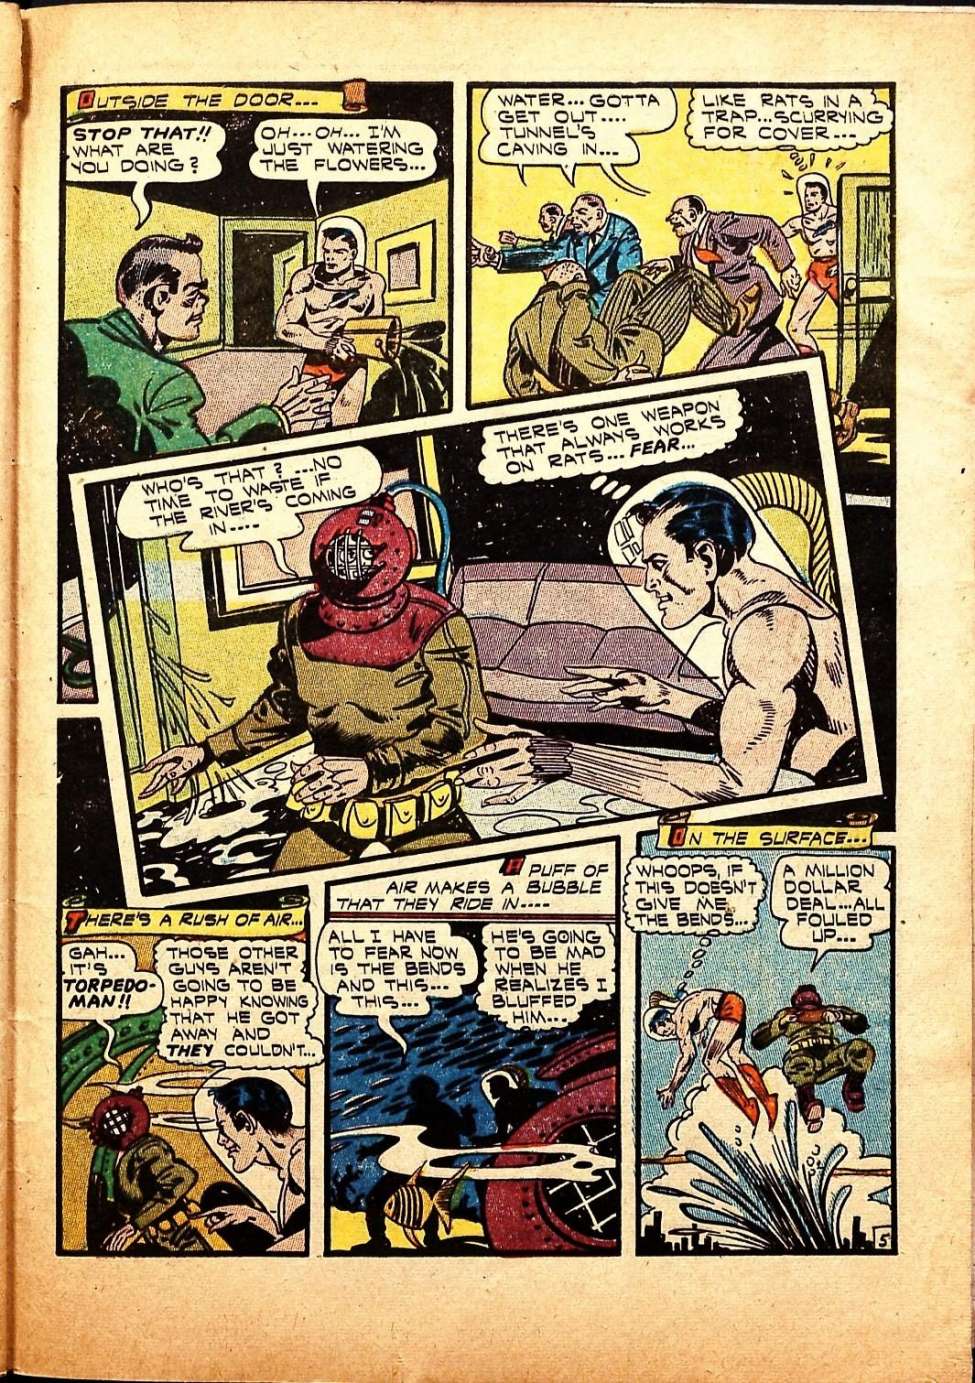 OUTSIDE THE DOOR...
STOP THAT!!
WHAT ARE
YOU DOING?
OH...OH... I'M
JUST WATERING
THE FLOWERS...
WATER...GOTTA
GET OUT....
TUNNEL'S
CAVING IN...
LIKE RATS IN A
TRAP...SCURRYING
FOR COVER...
WHO'S THAT? ...NO
TIME TO WASTE IF
THE RIVER'S COMING
IN....
THERE'S ONE WEAPON
THAT ALWAYS WORKS
ON RATS... FEAR...
THERE'S A RUSH OF AIR...
GAH...
IT'S
TORPEDO-
MAN!!
THOSE OTHER
GUYS AREN'T
GOING TO BE
HAPPY KNOWING
THAT HE GOT
AWAY AND
THEY COULDN'T...
A PUFF OF
AIR MAKES A BUBBLE
THAT THEY RIDE IN....
ALL I HAVE
TO FEAR NOW
IS THE BENDS
AND THIS...
THIS...
HE'S GOING
TO BE MAD
WHEN HE
REALIZES I
BLUFFED
HIM...
ON THE SURFACE...
WHOOPS, IF
THIS DOESN'T
GIVE ME
THE BENDS...
A MILLION
DOLLAR
DEAL...ALL
FOULED
UP...
5